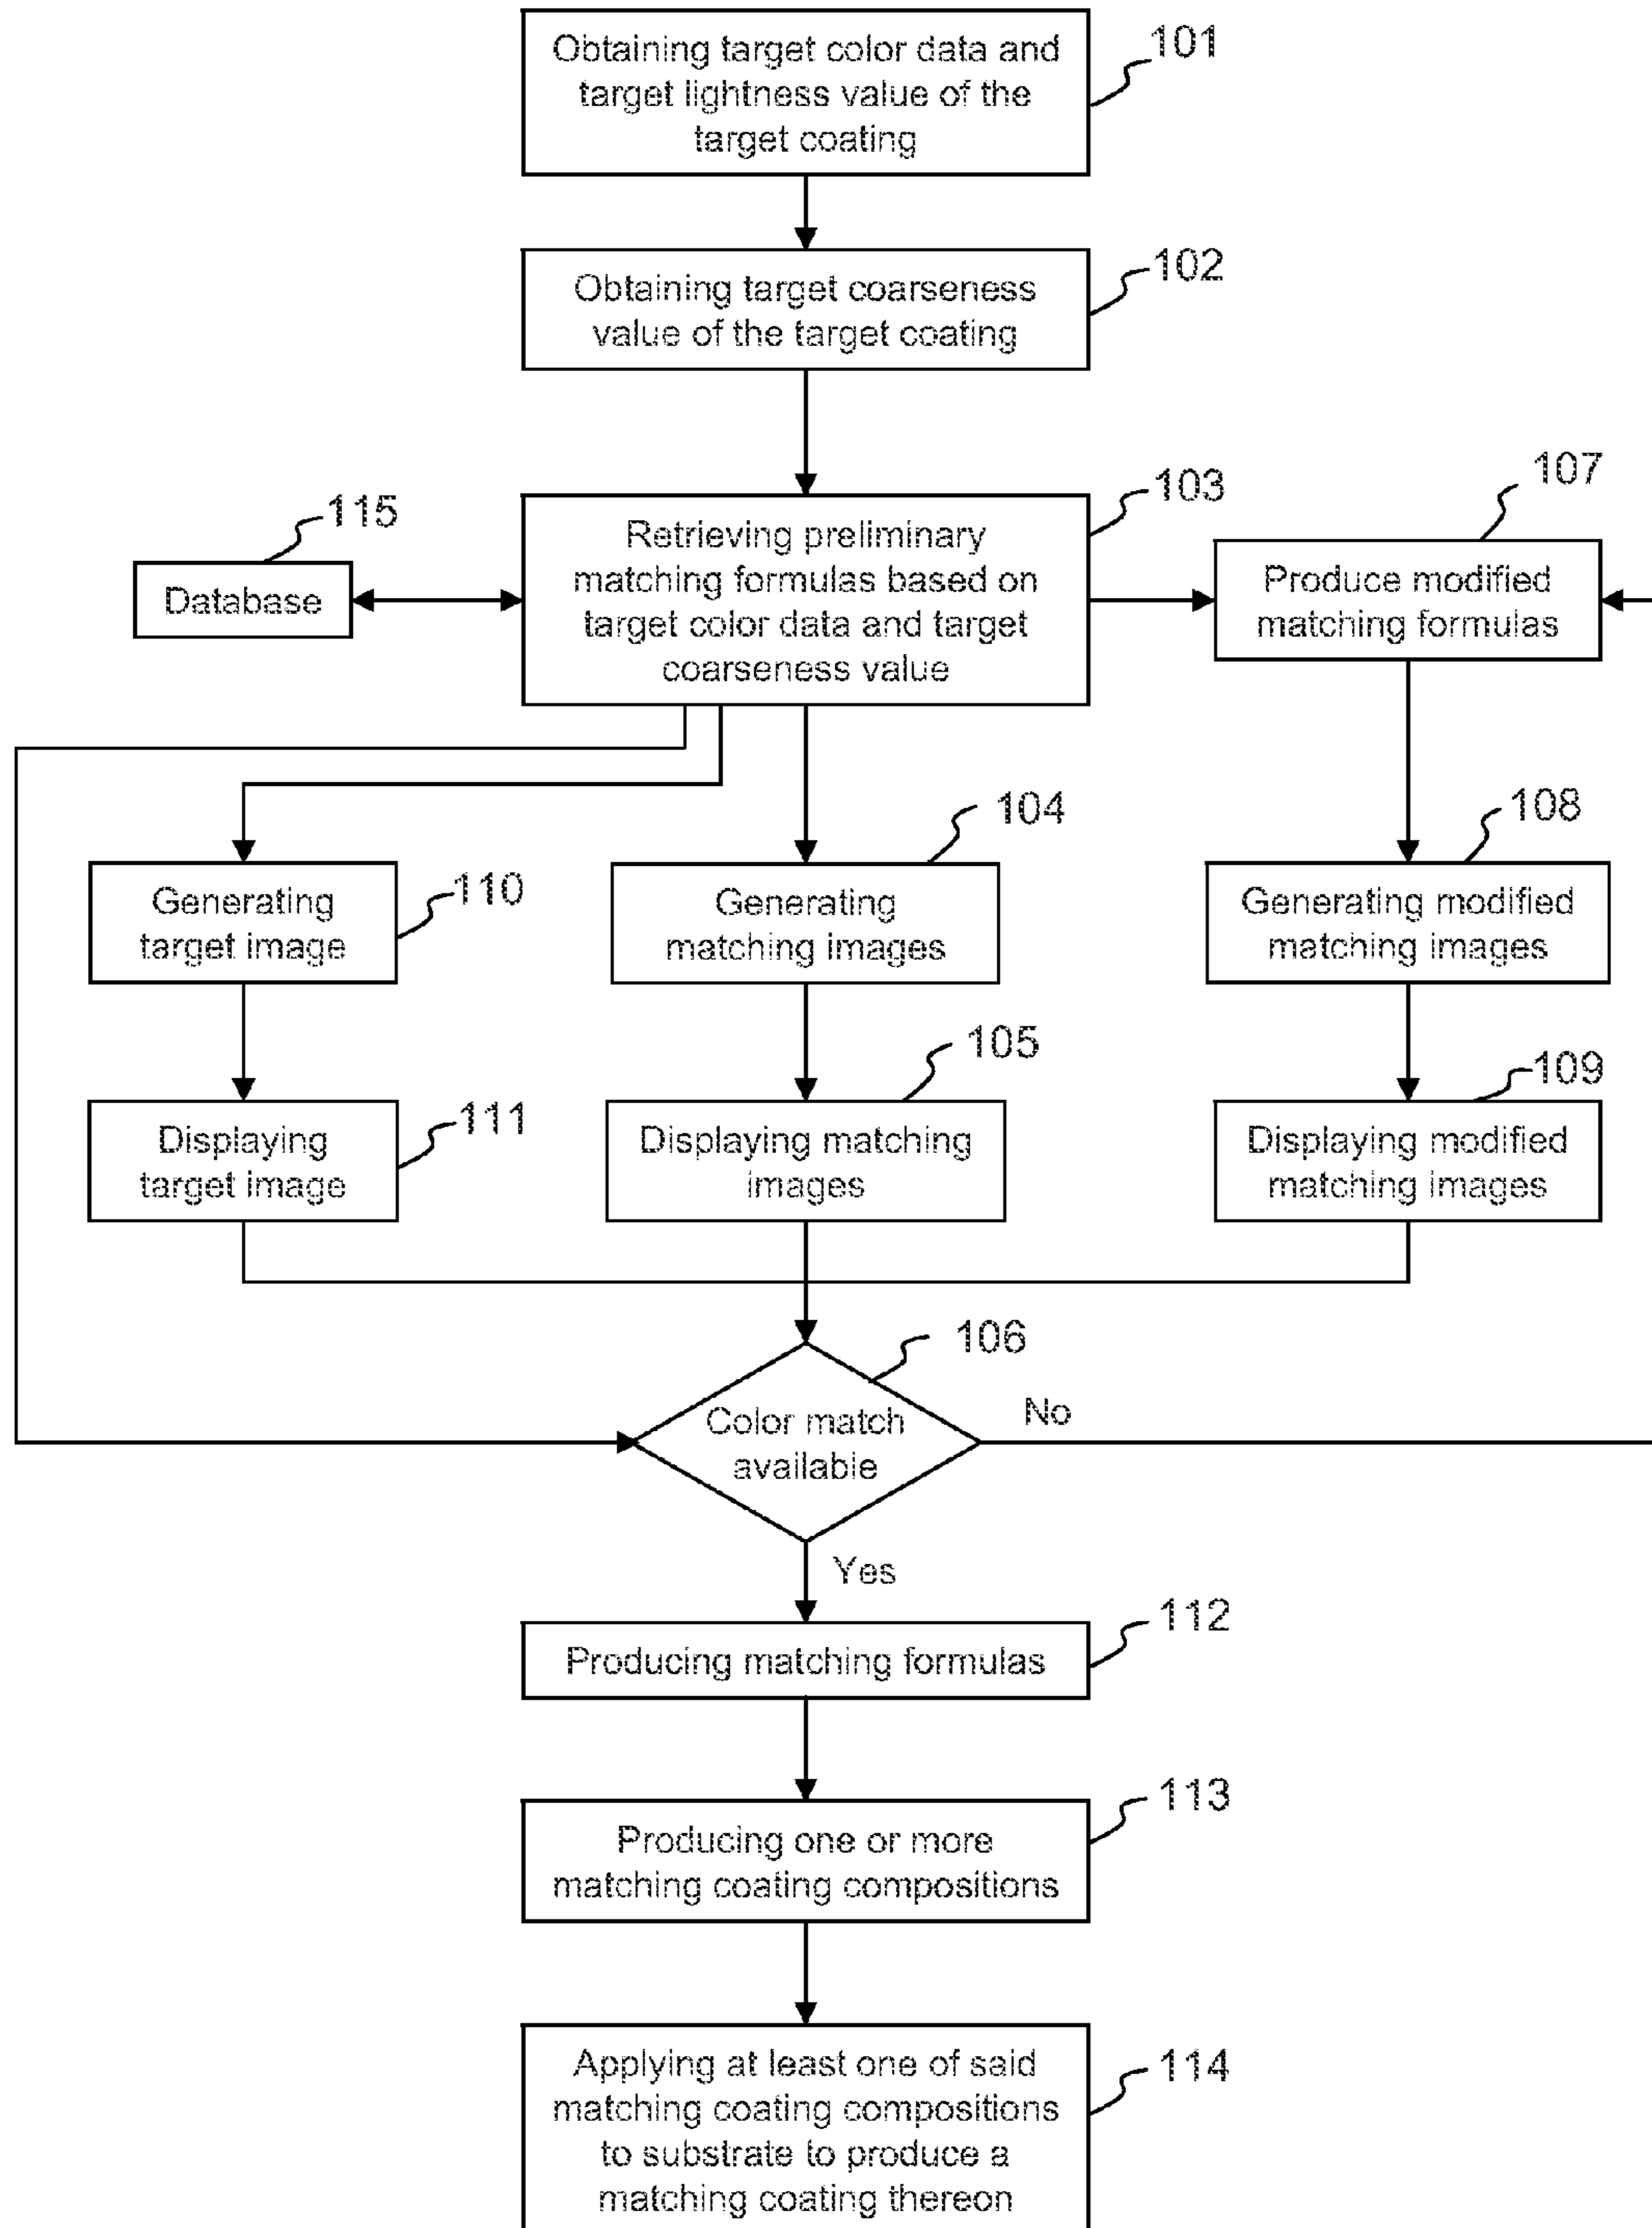 Obtaining target color data and
target lightness value of the
target coating
101
Obtaining target coarseness
value of the target coating
102
Retrieving preliminary
matching formulas based on
target color data and target
coarseness value
103
115
Database
107
Produce modified
matching formulas
110
Generating
target image
104
Generating
matching images
108
Generating modified
matching images
111
Displaying
target image
105
Displaying matching
images
109
Displaying modified
matching images
106
Color match
available
No
Yes
112
Producing matching formulas
113
Producing one or more
matching coating compositions
114
Applying at least one of said
matching coating compositions
to substrate to produce a
matching coating thereon